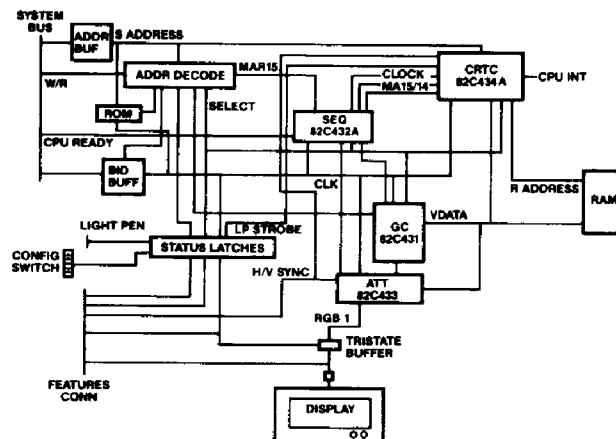 SYSTEM
BUS
ADDR
BUF
S ADDRESS
W/R
ADDR DECODE
MAR15
CLOCK
MA15/14
CRTC
82C434A
CPU INT
ROM
SELECT
SEQ
82C432A
CPU READY
BID
BUFF
CLK
R ADDRESS
RAM
LIGHT PEN
LP STROBE
GC
82C431
VDATA
STATUS LATCHES
CONFIG
SWITCH
H/V SYNC
ATT
82C433
RGB 1
TRISTATE
BUFFER
FEATURES
CONN
DISPLAY